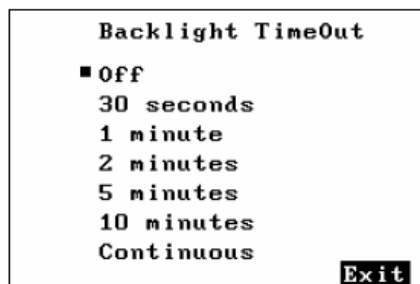 Backlight TimeOut
Off
30 seconds
1 minute
2 minutes
5 minutes
10 minutes
Continuous
Exit